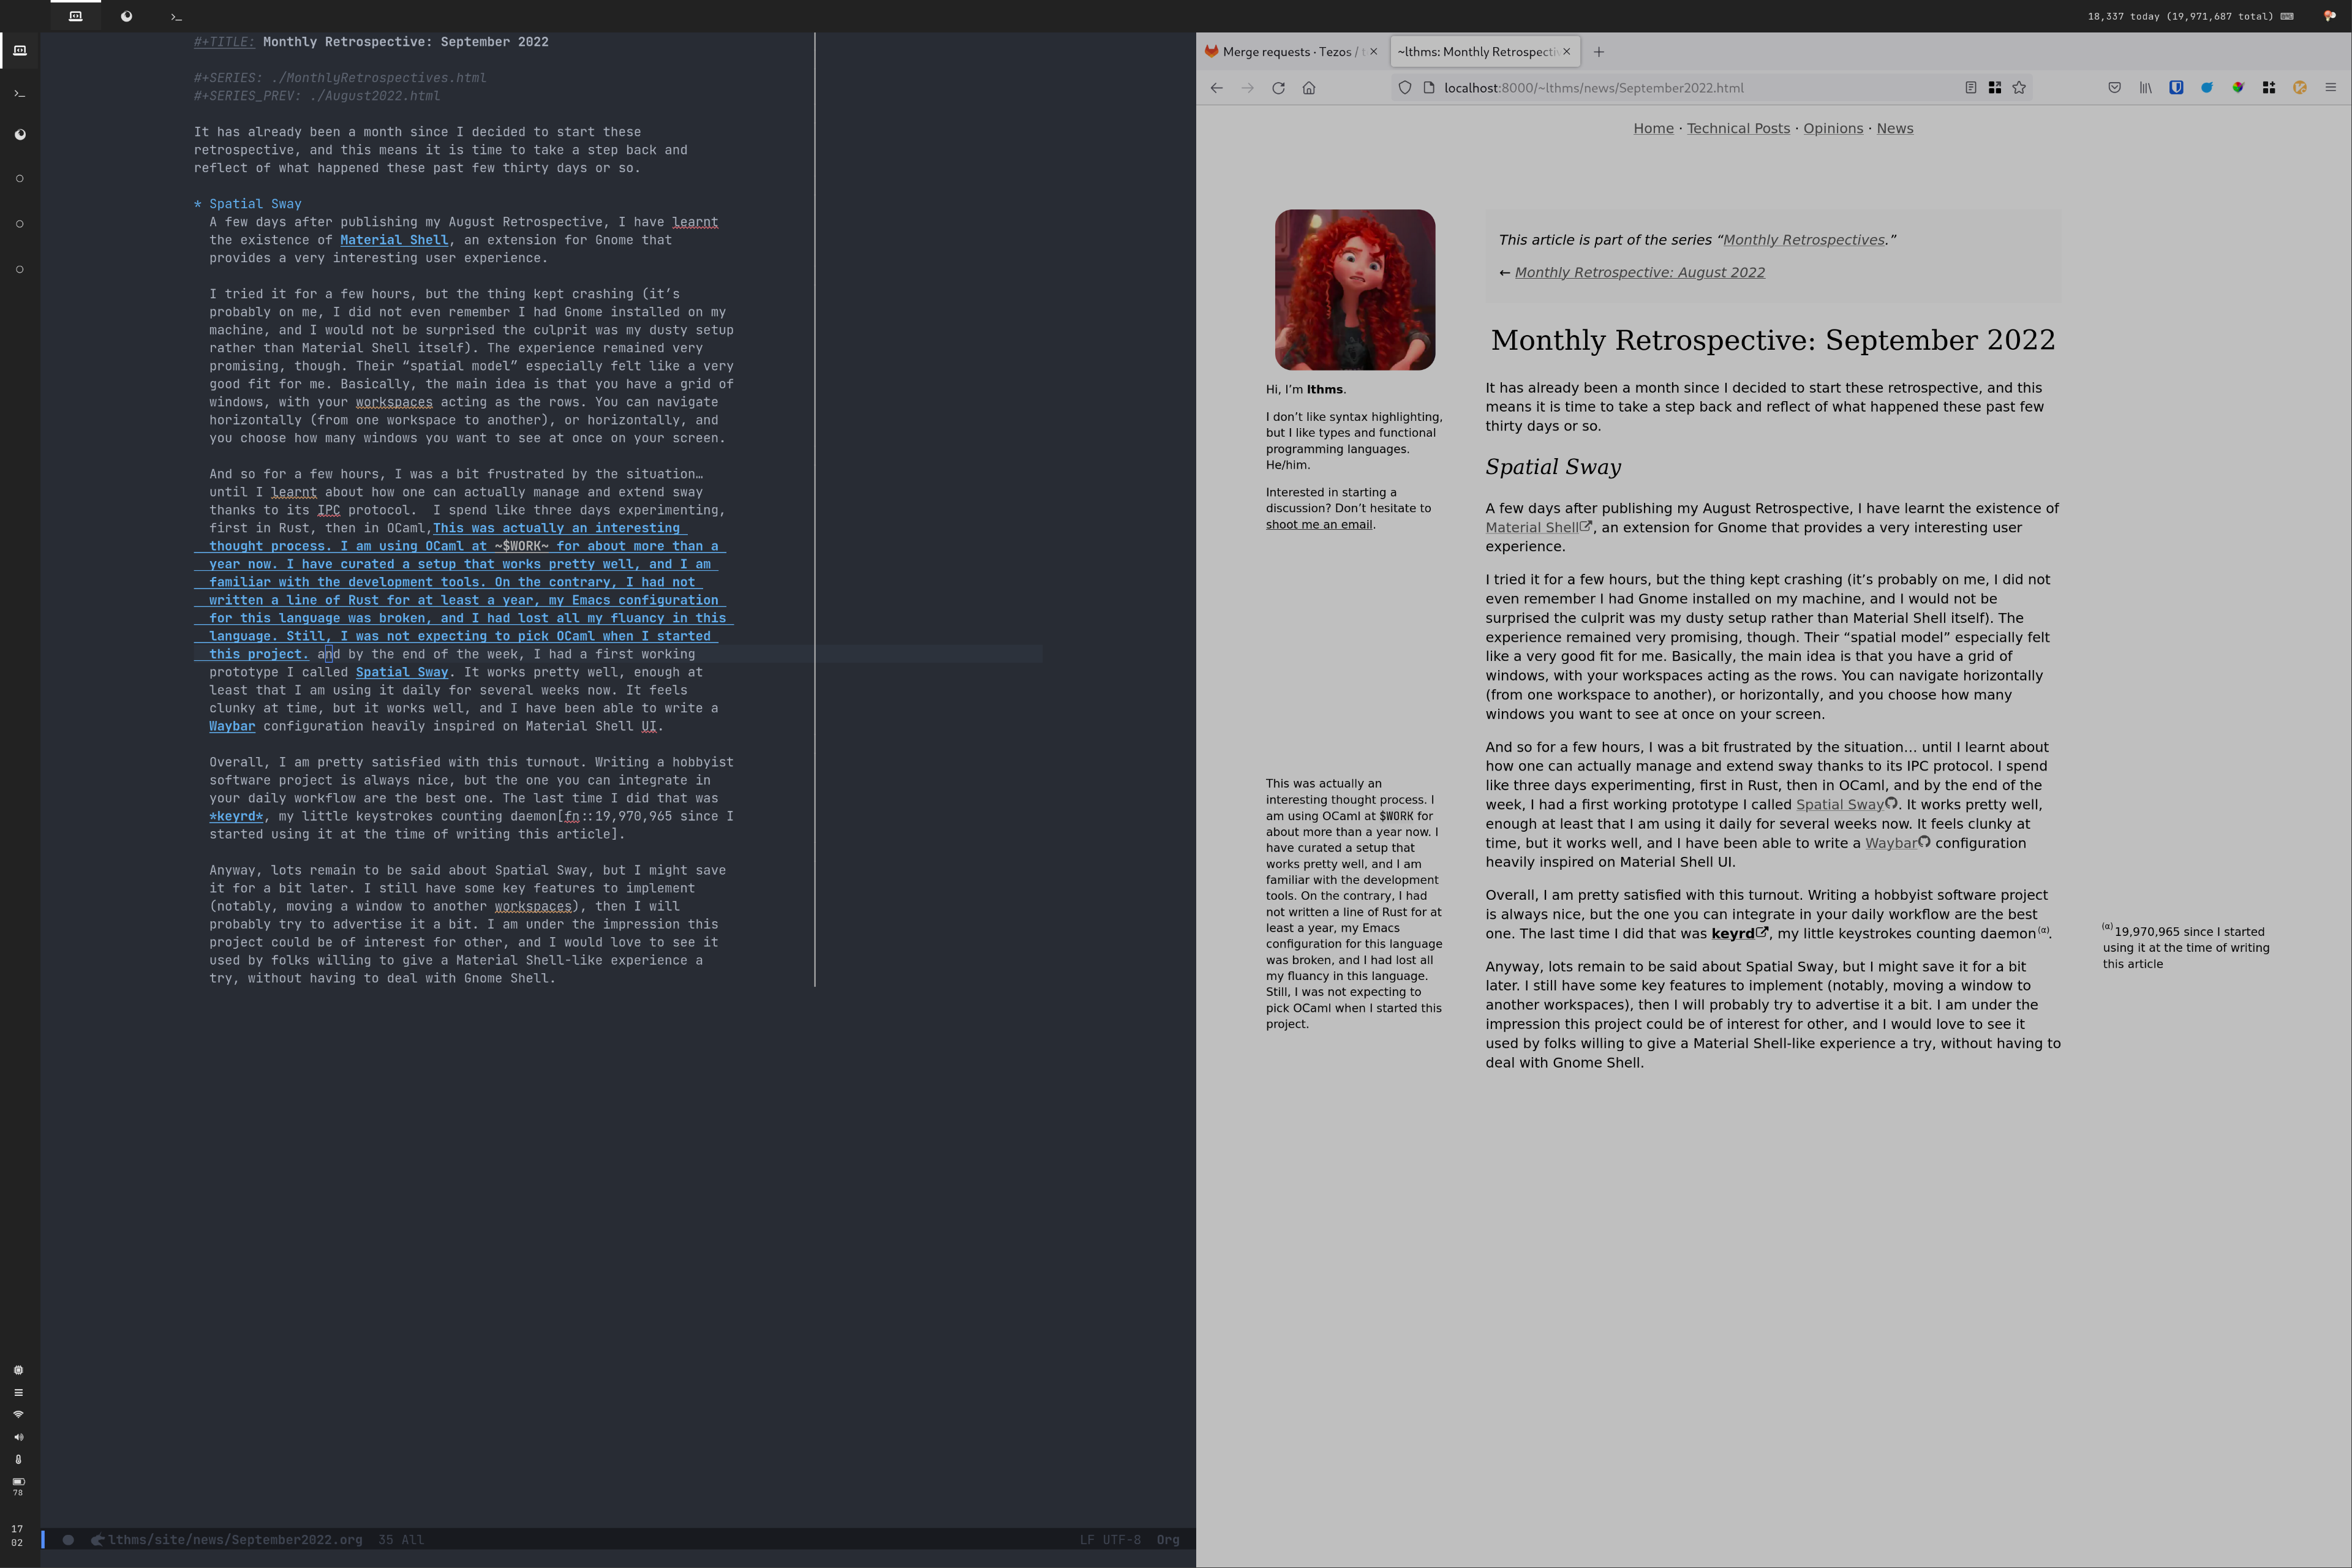 18,337 today (19,971,687 total)
#+TITLE: Monthly Retrospective: September 2022
#+SERIES: ./MonthlyRetrospectives.html
#+SERIES_PREV: ./August2022.html
It has already been a month since I decided to start these
retrospective, and this means it is time to take a step back and
reflect of what happened these past few thirty days or so.
* Spatial Sway
A few days after publishing my August Retrospective, I have learnt
the existence of Material Shell, an extension for Gnome that
provides a very interesting user experience.
I tried it for a few hours, but the thing kept crashing (it’s
probably on me, I did not even remember I had Gnome installed on my
machine, and I would not be surprised the culprit was my dusty setup
rather than Material Shell itself). The experience remained very
promising, though. Their “spatial model” especially felt like a very
good fit for me. Basically, the main idea is that you have a grid of
windows, with your workspaces acting as the rows. You can navigate
horizontally (from one workspace to another), or horizontally, and
you choose how many windows you want to see at once on your screen.
And so for a few hours, I was a bit frustrated by the situation…
until I learnt about how one can actually manage and extend sway
thanks to its IPC protocol.  I spend like three days experimenting,
first in Rust, then in OCaml,This was actually an interesting
thought process. I am using OCaml at ~$WORK~ for about more than a
year now. I have curated a setup that works pretty well, and I am
familiar with the development tools. On the contrary, I had not
written a line of Rust for at least a year, my Emacs configuration
for this language was broken, and I had lost all my fluency in this
language. Still, I was not expecting to pick OCaml when I started
this project. and by the end of the week, I had a first working
prototype I called Spatial Sway. It works pretty well, enough at
least that I am using it daily for several weeks now. It feels
clunky at time, but it works well, and I have been able to write a
Waybar configuration heavily inspired on Material Shell UI.
Overall, I am pretty satisfied with this turnout. Writing a hobbyist
software project is always nice, but the one you can integrate in
your daily workflow are the best one. The last time I did that was
*keyrd*, my little keystrokes counting daemon[fn::19,970,965 since I
started using it at the time of writing this article].
Anyway, lots remain to be said about Spatial Sway, but I might save
it for a bit later. I still have some key features to implement
(notably, moving a window to another workspaces), then I will
probably try to advertise it a bit. I am under the impression this
project could be of interest for other, and I would love to see it
used by folks willing to give a Material Shell-like experience a
try, without having to deal with Gnome Shell.
78
17
02
lthms/site/news/September2022.org 35 All LF UTF-8 Org
Merge requests · Tezos /
~lthms: Monthly Retrospectiv
localhost:8000/~lthms/news/September2022.html
Home · Technical Posts · Opinions · News
Hi, I’m lthms.
I don’t like syntax highlighting,
but I like types and functional
programming languages.
He/him.
Interested in starting a
discussion? Don’t hesitate to
shoot me an email.
This article is part of the series “Monthly Retrospectives.”
← Monthly Retrospective: August 2022
Monthly Retrospective: September 2022
It has already been a month since I decided to start these retrospective, and this
means it is time to take a step back and reflect of what happened these past few
thirty days or so.
Spatial Sway
A few days after publishing my August Retrospective, I have learnt the existence of
Material Shell, an extension for Gnome that provides a very interesting user
experience.
I tried it for a few hours, but the thing kept crashing (it’s probably on me, I did not
even remember I had Gnome installed on my machine, and I would not be
surprised the culprit was my dusty setup rather than Material Shell itself). The
experience remained very promising, though. Their “spatial model” especially felt
like a very good fit for me. Basically, the main idea is that you have a grid of
windows, with your workspaces acting as the rows. You can navigate horizontally
(from one workspace to another), or horizontally, and you choose how many
windows you want to see at once on your screen.
And so for a few hours, I was a bit frustrated by the situation… until I learnt about
how one can actually manage and extend sway thanks to its IPC protocol. I spend
like three days experimenting, first in Rust, then in OCaml, and by the end of the
week, I had a first working prototype I called Spatial Sway. It works pretty well,
enough at least that I am using it daily for several weeks now. It feels clunky at
time, but it works well, and I have been able to write a Waybar configuration
heavily inspired on Material Shell UI.
This was actually an
interesting thought process. I
am using OCaml at $WORK for
about more than a year now. I
have curated a setup that
works pretty well, and I am
familiar with the development
tools. On the contrary, I had
not written a line of Rust for at
least a year, my Emacs
configuration for this language
was broken, and I had lost all
my fluency in this language.
Still, I was not expecting to
pick OCaml when I started this
project.
Overall, I am pretty satisfied with this turnout. Writing a hobbyist software project
is always nice, but the one you can integrate in your daily workflow are the best
one. The last time I did that was keyrd, my little keystrokes counting daemon(α).
(α)19,970,965 since I started
using it at the time of writing
this article
Anyway, lots remain to be said about Spatial Sway, but I might save it for a bit
later. I still have some key features to implement (notably, moving a window to
another workspaces), then I will probably try to advertise it a bit. I am under the
impression this project could be of interest for other, and I would love to see it
used by folks willing to give a Material Shell-like experience a try, without having to
deal with Gnome Shell.